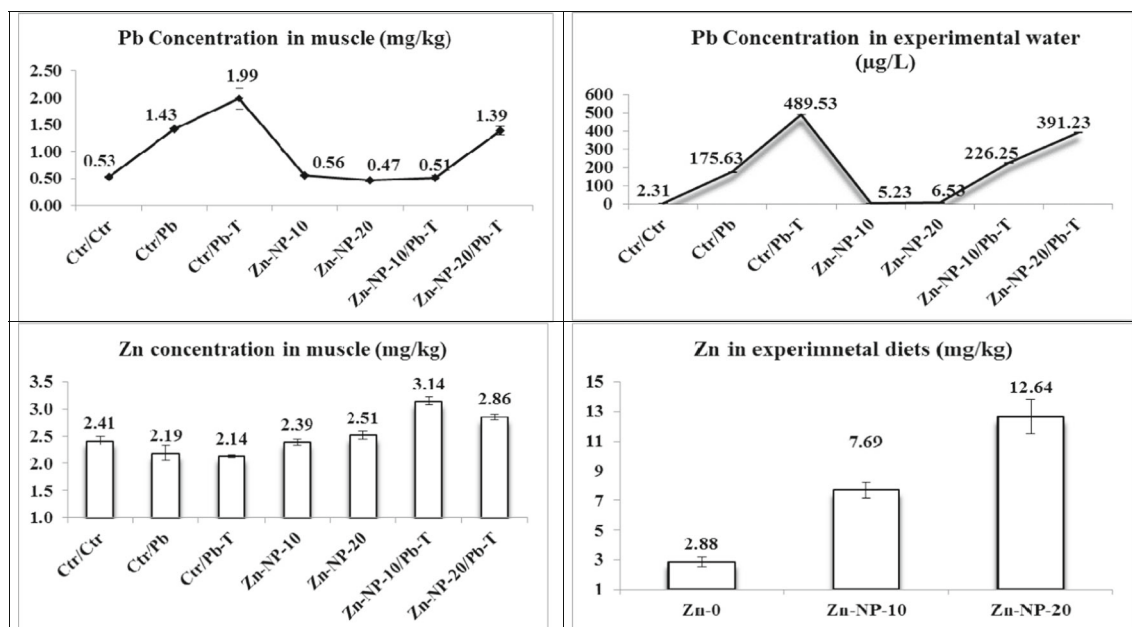 Pb Concentration in muscle (mg/kg)
2.50
2.00
1.50
1.00
0.50
0.00
0.53
1.43
1.99
0.56
0.47
0.51
1.39
Ctr/Ctr
Ctr/Pb
Ctr/Pb-T
Zn-NP-10
Zn-NP-20
Zn-NP-10/Pb-T
Zn-NP-20/Pb-T
Pb Concentration in experimental water
(µg/L)
600
500
400
300
200
100
0
2.31
175.63
489.53
5.23
6.53
226.25
391.23
Ctr/Ctr
Ctr/Pb
Ctr/Pb-T
Zn-NP-10
Zn-NP-20
Zn-NP-10/Pb-T
Zn-NP-20/Pb-T
Zn concentration in muscle (mg/kg)
3.5
3.0
2.5
2.0
1.5
1.0
2.41
2.19
2.14
2.39
2.51
3.14
2.86
Ctr/Ctr
Ctr/Pb
Ctr/Pb-T
Zn-NP-10
Zn-NP-20
Zn-NP-10/Pb-T
Zn-NP-20/Pb-T
Zn in experimnetal diets (mg/kg)
15
13
11
9
7
5
3
1
2.88
7.69
12.64
Zn-0
Zn-NP-10
Zn-NP-20